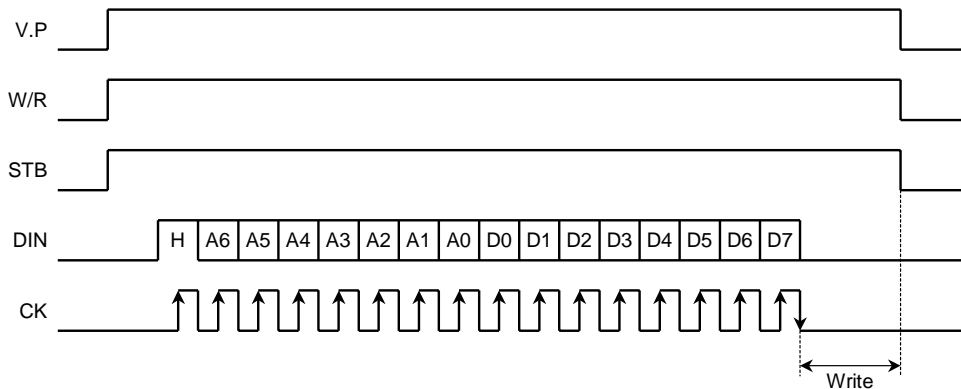 V.P
W/R
STB
DIN H A6 A5 A4 A3 A2 A1 A0 D0 D1 D2 D3 D4 D5 D6 D7
CK
Write